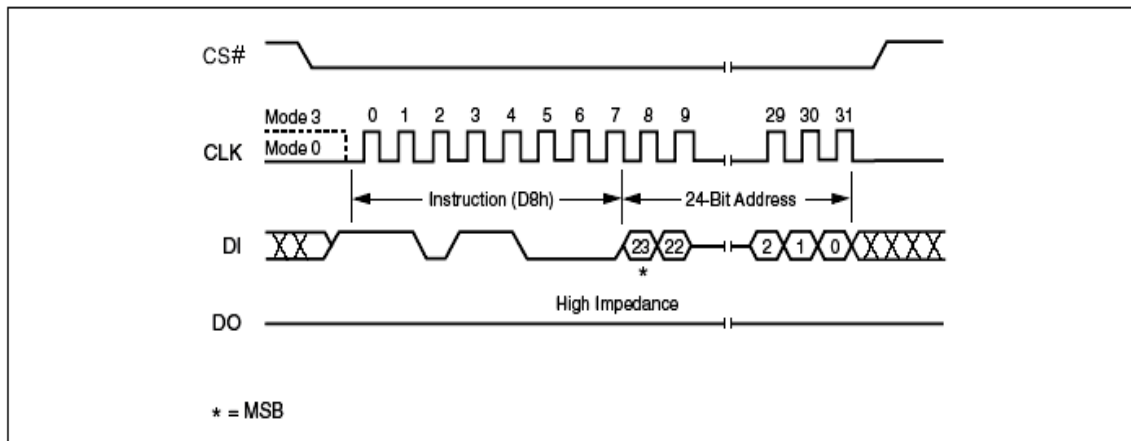 CS#
Mode 3
0 1 2 3 4 5 6 7 8 9 29 30 31
CLK
Mode 0
Instruction (D8h) 24-Bit Address
DI
23 22 2 1 0
*
High Impedance
DO
* = MSB